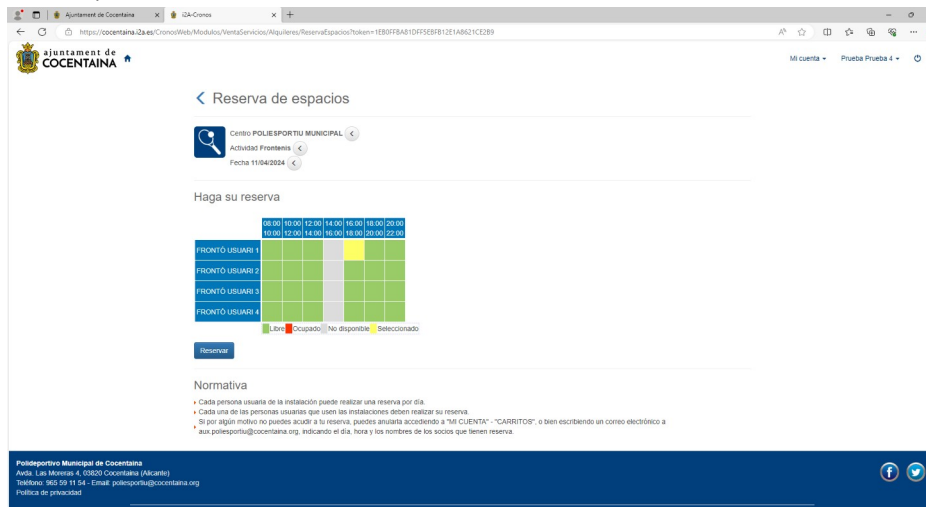 Ajuntament de Cocentaina
i2A-Cronos
https://cocentaina.i2a.es/CronosWeb/Modulos/VentaServicios/Alquileres/ReservaEspacios?token=1EB0FFBA81DFF5EBFB12E1A8621CE2B9
ajuntament de
COCENTAINA
Mi cuenta
Prueba Prueba 4
Reserva de espacios
Centro POLIESPORTIU MUNICIPAL
Actividad Frontenis
Fecha 11/04/2024
Haga su reserva
08:00 10:00 12:00 14:00 16:00 18:00 20:00
10:00 12:00 14:00 16:00 18:00 20:00 22:00
FRONTÓ USUARI 1
FRONTÓ USUARI 2
FRONTÓ USUARI 3
FRONTÓ USUARI 4
Libre Ocupado No disponible Seleccionado
Reservar
Normativa
Cada persona usuaria de la instalación puede realizar una reserva por día.
Cada una de las personas usuarias que usen las instalaciones deben realizar su reserva.
Si por algún motivo no puedes acudir a tu reserva, puedes anularla accediendo a "MI CUENTA" - "CARRITOS", o bien escribiendo un correo electrónico a
aux.poliesportiu@cocentaina.org, indicando el día, hora y los nombres de los socios que tienen reserva.
Polideportivo Municipal de Cocentaina
Avda. Las Moreras 4, 03820 Cocentaina (Alicante)
Teléfono: 965 59 11 54 - Email: poliesportiu@cocentaina.org
Política de privacidad